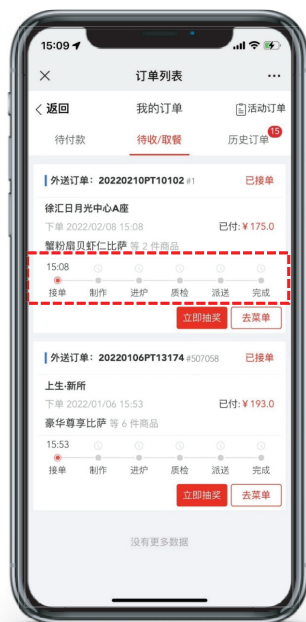 15:09
订单列表
返回
我的订单
活动订单
待付款
待收/取餐
历史订单
15
外送订单：20220210PT10102 #1
已接单
徐汇日月光中心A座
下单 2022/02/08 15:08
已付:￥175.0
蟹粉扇贝虾仁比萨 等 2 件商品
15:08
接单 制作 进炉 质检 派送 完成
立即抽奖 去菜单
外送订单：20220106PT13174 #507058
已接单
上生·新所
下单 2022/01/06 15:53
已付:￥193.0
豪华尊享比萨 等 6 件商品
15:53
接单 制作 进炉 质检 派送 完成
立即抽奖 去菜单
没有更多数据